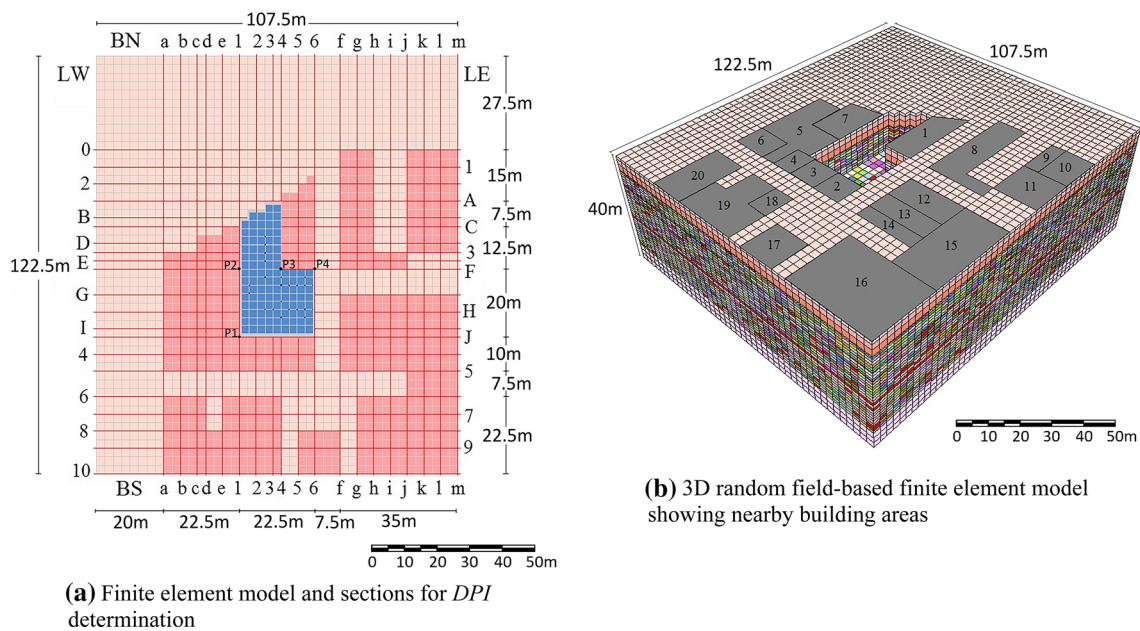 107.5m
BN a b c d e 1 2 3 4 5 6 f g h i j k l m
LW LE
27.5m
0
1
15m
2
A
B
7.5m
C
D
12.5m
3
E
P2 P3 P4
F
122.5m
G
20m
H
I
P1
J
4
10m
5
7.5m
6
7
8
22.5m
9
10
BS a b c d e 1 2 3 4 5 6 f g h i j k l m
20m 22.5m 22.5m 7.5m 35m
0 10 20 30 40 50m
(a) Finite element model and sections for DPI
determination
122.5m
107.5m
40m
7
5
6
1
4
8
3
9
10
20
2
11
12
18
19
13
14
15
17
16
0 10 20 30 40 50m
(b) 3D random field-based finite element model
showing nearby building areas